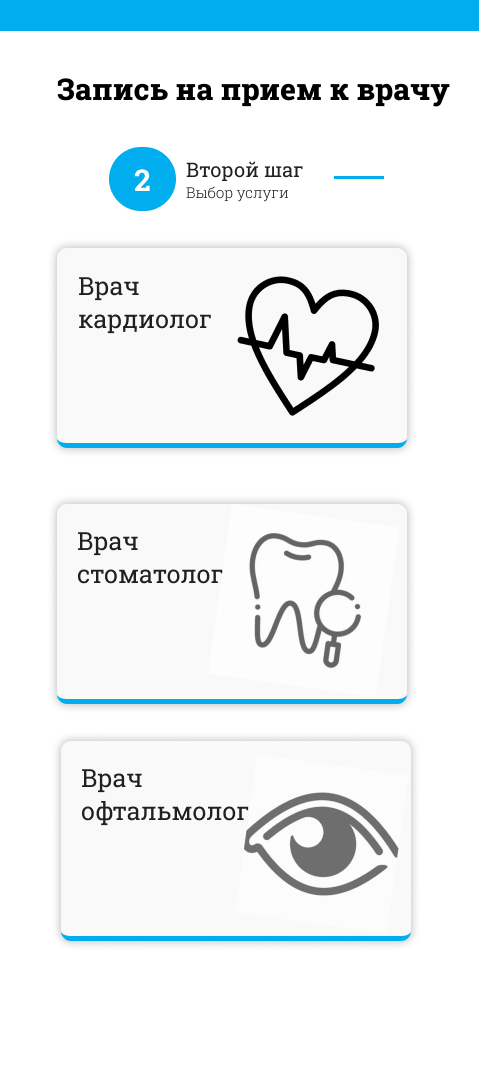 Запись на прием к врачу
2
Второй шаг
Выбор услуги
Врач
кардиолог
Врач
стоматолог
Врач
офтальмолог